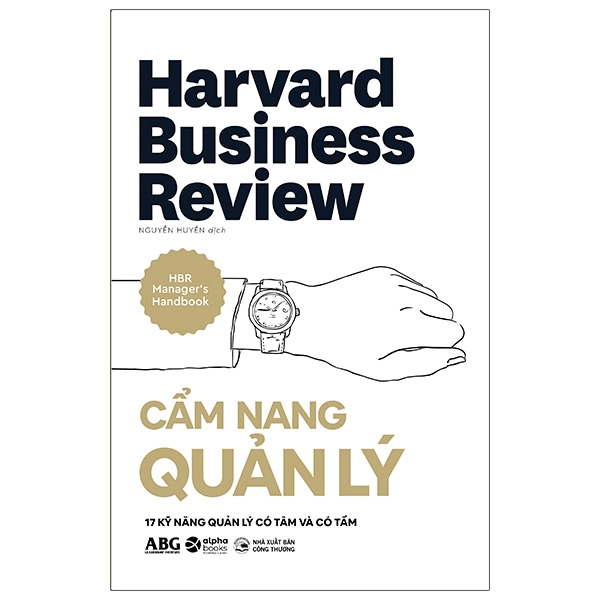 Harvard
Business
Review
NGUYỄN HUYỀN dịch
HBR
Manager's
Handbook
CẨM NANG
QUẢN LÝ
17 KỸ NĂNG QUẢN LÝ CÓ TÂM VÀ CÓ TẦM
ABG
alpha
books
NHÀ XUẤT BẢN
CÔNG THƯƠNG